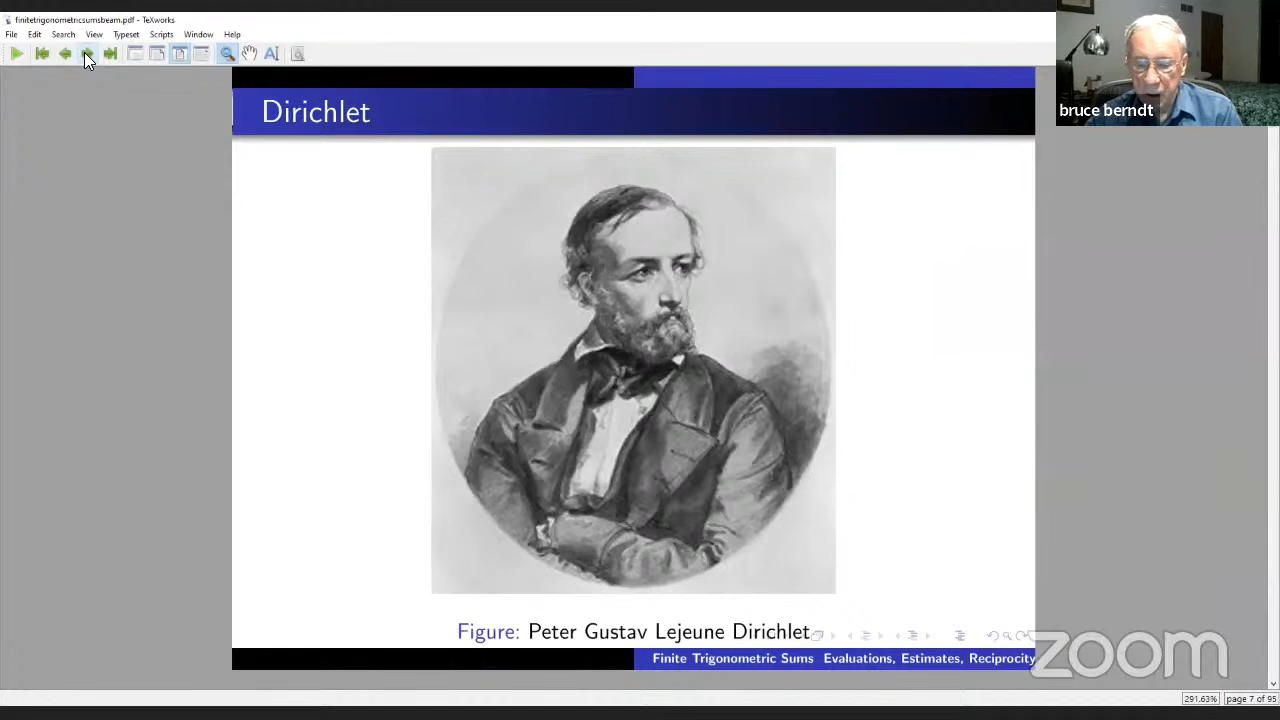 finitetrigonometricsumsbeam.pdf - TeXworks
File Edit Search View Typeset Scripts Window Help
bruce berndt
Dirichlet
Figure: Peter Gustav Lejeune Dirichlet
Finite Trigonometric Sums Evaluations, Estimates, Reciprocity
zoom
291.63% page 7 of 95